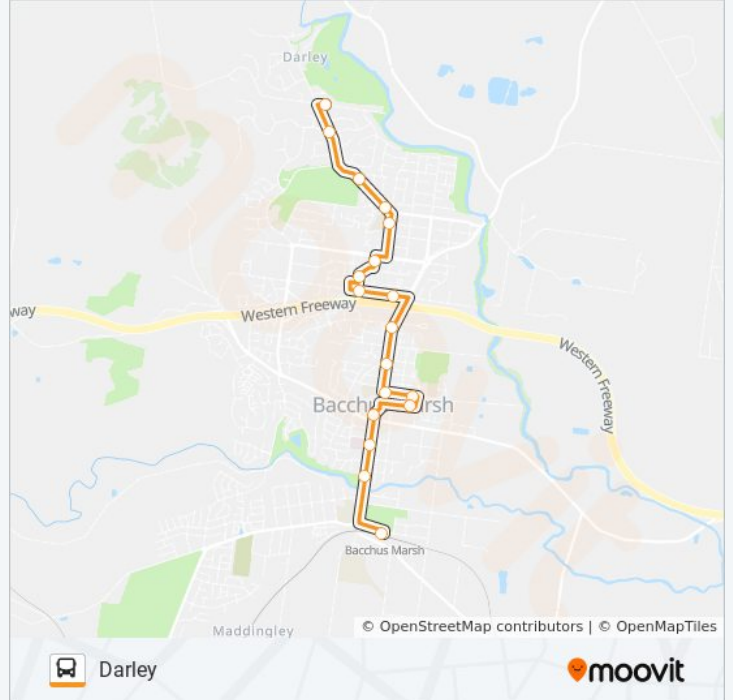 Darley
way
Western Freeway
Western Freeway
Bacchus Marsh
Bacchus Marsh
Maddingley
© OpenStreetMap contributors | © OpenMapTiles
Darley
moovit